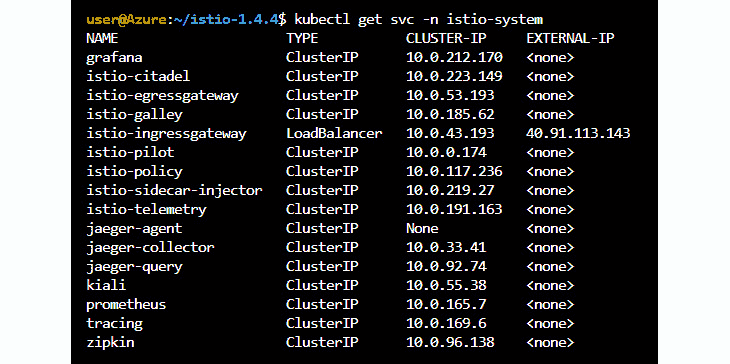 user@Azure:~/istio-1.4.4$ kubectl get svc -n istio-system
NAME TYPE CLUSTER-IP EXTERNAL-IP
grafana ClusterIP 10.0.212.170 <none>
istio-citadel ClusterIP 10.0.223.149 <none>
istio-egressgateway ClusterIP 10.0.53.193 <none>
istio-galley ClusterIP 10.0.185.62 <none>
istio-ingressgateway LoadBalancer 10.0.43.193 40.91.113.143
istio-pilot ClusterIP 10.0.0.174 <none>
istio-policy ClusterIP 10.0.117.236 <none>
istio-sidecar-injector ClusterIP 10.0.219.27 <none>
istio-telemetry ClusterIP 10.0.191.163 <none>
jaeger-agent ClusterIP None <none>
jaeger-collector ClusterIP 10.0.33.41 <none>
jaeger-query ClusterIP 10.0.92.74 <none>
kiali ClusterIP 10.0.55.38 <none>
prometheus ClusterIP 10.0.165.7 <none>
tracing ClusterIP 10.0.169.6 <none>
zipkin ClusterIP 10.0.96.138 <none>